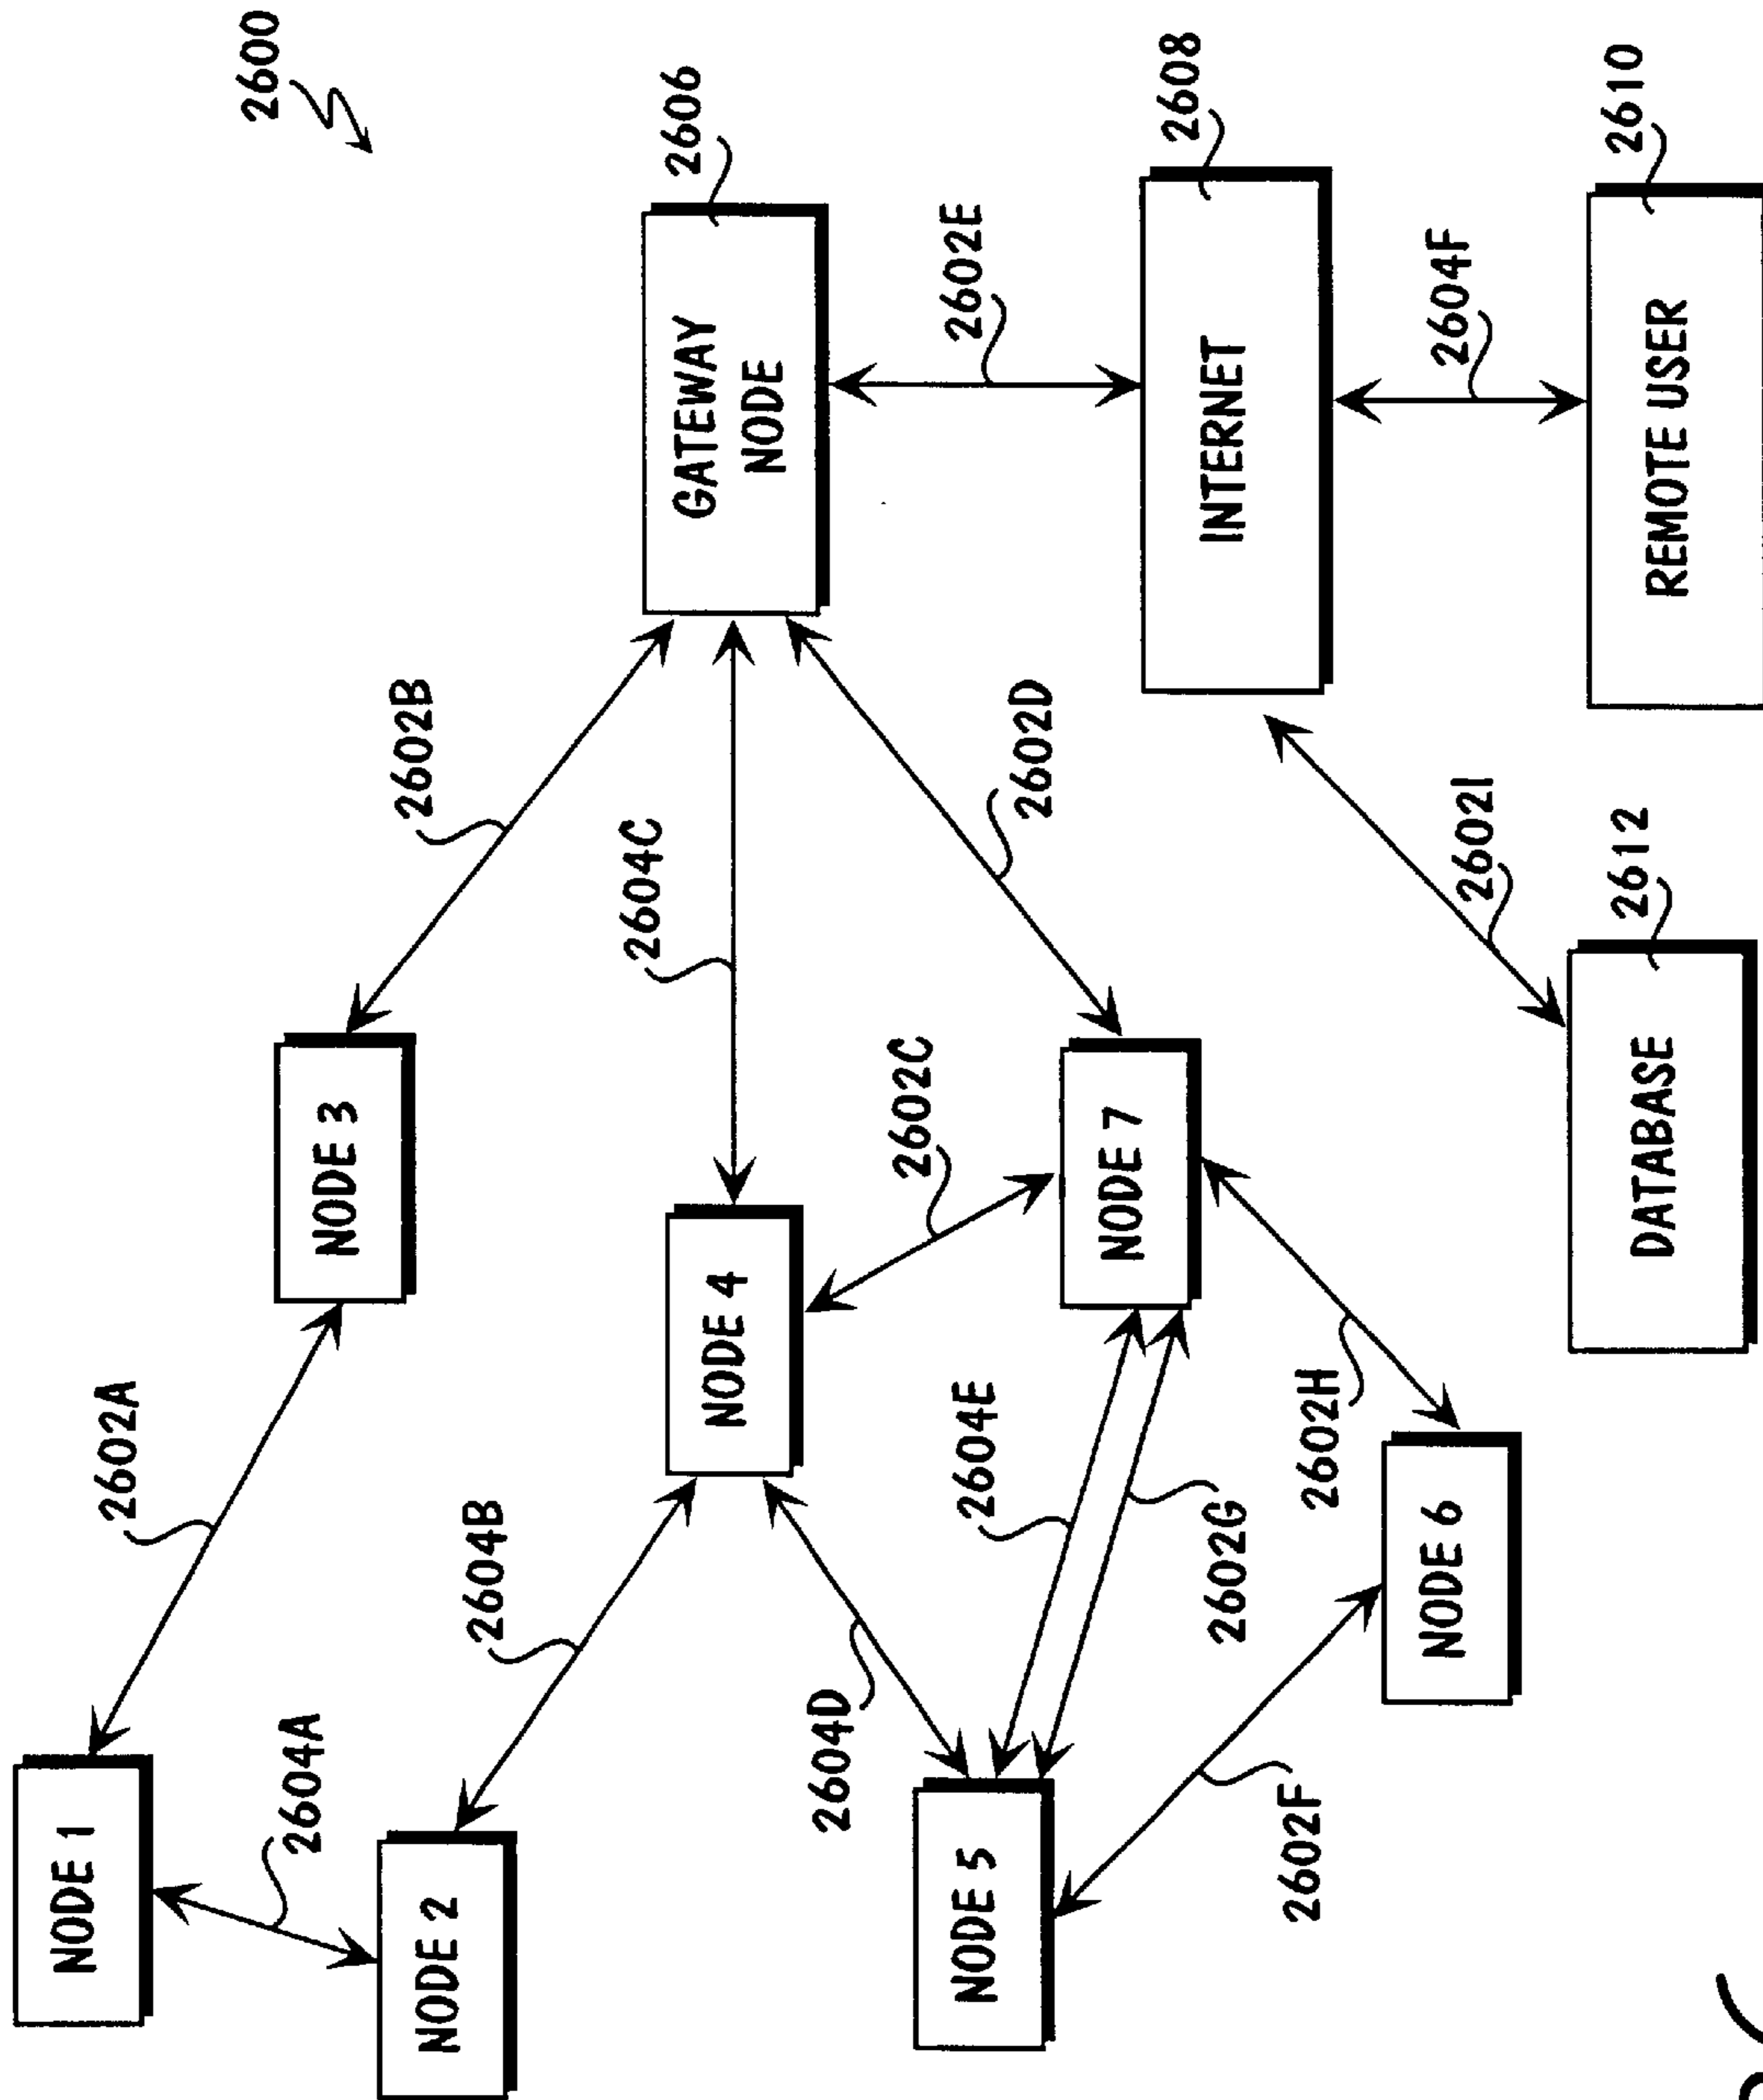 2600
NODE 1
2602A
NODE 3
2602B
GATEWAY
NODE
2606
2604A
NODE 2
2604B
NODE 4
2604C
2602E
2604D
2602C
2602D
NODE 5
2604E
NODE 7
INTERNET
2608
2602G
2602F
2602H
NODE 6
2602I
2604F
DATABASE
2612
REMOTE USER
2610